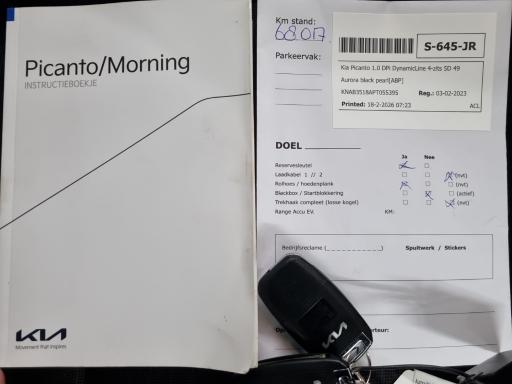 Picanto/Morning
INSTRUCTIEBOEKJE
KIA
Movement that inspires
Km stand:
68.017
Parkeervak:
S-645-JR
Kia Picanto 1.0 DPi DynamicLine 4-zits 5D 49
Aurora black pearl[ABP]
KNAB3518APT055395 Reg.: 03-02-2023
Printed: 18-2-2026 07:23 ACL
DOEL
Ja Nee
Reservesleutel
Laadkabel 1 // 2 (nvt)
Rolhoes / hoedenplank (nvt)
Blackbox / Startblokkering (actief)
Trekhaak compleet (losse kogel) (nvt)
Range Accu EV. KM:
Bedrijfsreclame (_ _ _ _ _ _ _ _ _ _ _) Spuitwerk / Stickers
KIA